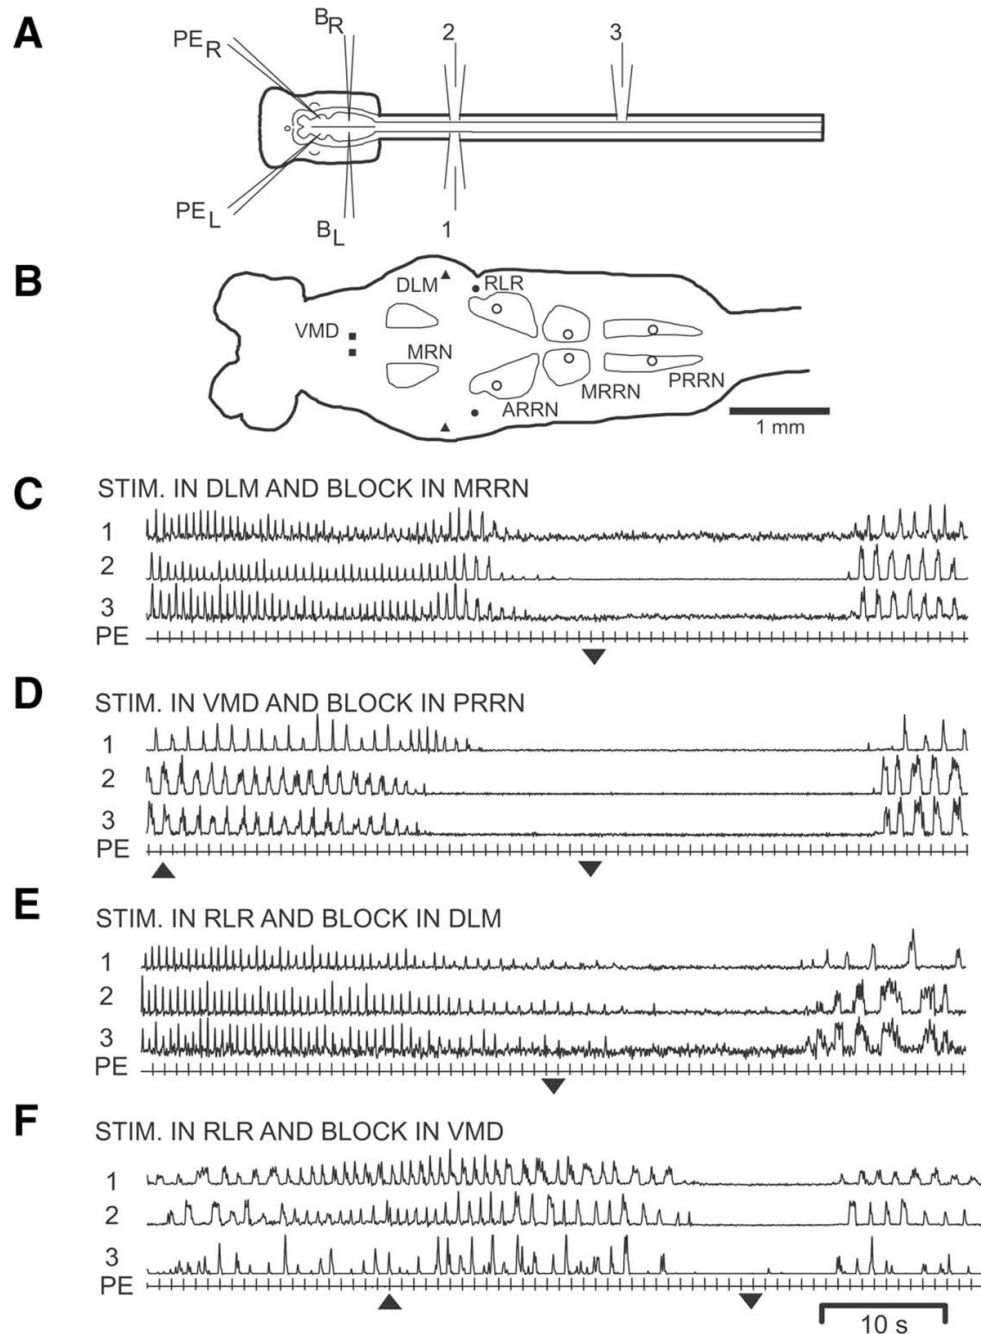 A
PER
BR
2
3
PEL
BL
1
B
DLM
RLR
VMD
MRN
ARRN
MRRN
PRRN
1 mm
C
STIM. IN DLM AND BLOCK IN MRRN
1
2
3
PE
D
STIM. IN VMD AND BLOCK IN PRRN
1
2
3
PE
E
STIM. IN RLR AND BLOCK IN DLM
1
2
3
PE
F
STIM. IN RLR AND BLOCK IN VMD
1
2
3
PE
10 s